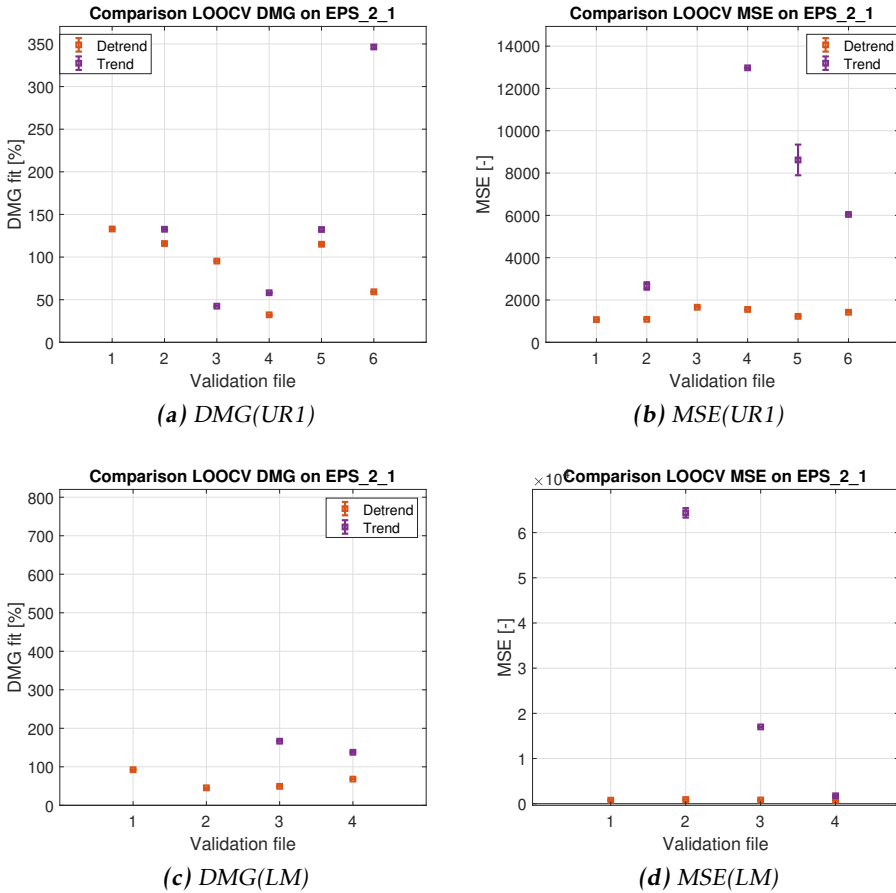 Comparison LOOCV DMG on EPS_2_1
350
300
250
200
150
100
50
0
DMG fit [%]
Detrend
Trend
1 2 3 4 5 6
Validation file
(a) DMG(UR1)
Comparison LOOCV MSE on EPS_2_1
14000
12000
10000
8000
6000
4000
2000
0
MSE [-]
Detrend
Trend
1 2 3 4 5 6
Validation file
(b) MSE(UR1)
Comparison LOOCV DMG on EPS_2_1
800
700
600
500
400
300
200
100
0
DMG fit [%]
Detrend
Trend
1 2 3 4
Validation file
(c) DMG(LM)
Comparison LOOCV MSE on EPS_2_1
×10
6
5
4
3
2
1
0
MSE [-]
1 2 3 4
Validation file
(d) MSE(LM)